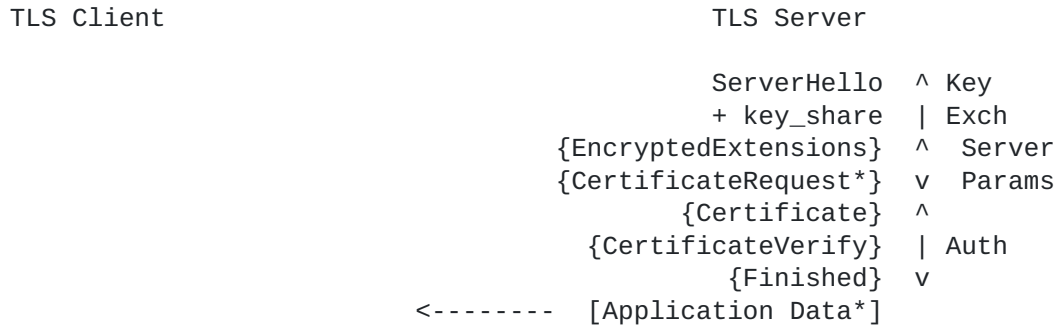 TLS Client                                  TLS Server

                                            ServerHello  ^ Key
                                            + key_share  | Exch
                                  {EncryptedExtensions}  ^  Server
                                  {CertificateRequest*}  v  Params
                                          {Certificate}  ^
                                    {CertificateVerify}  | Auth
                                             {Finished}  v
                         <--------  [Application Data*]